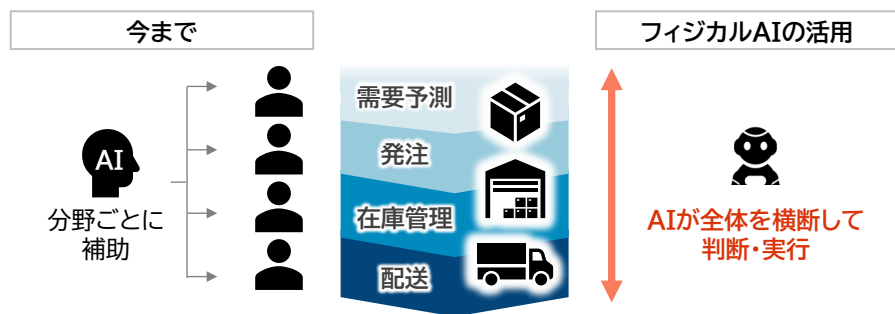 今まで
フィジカルAIの活用
AI
分野ごとに
補助
需要予測
発注
在庫管理
配送
AIが全体を横断して
判断・実行